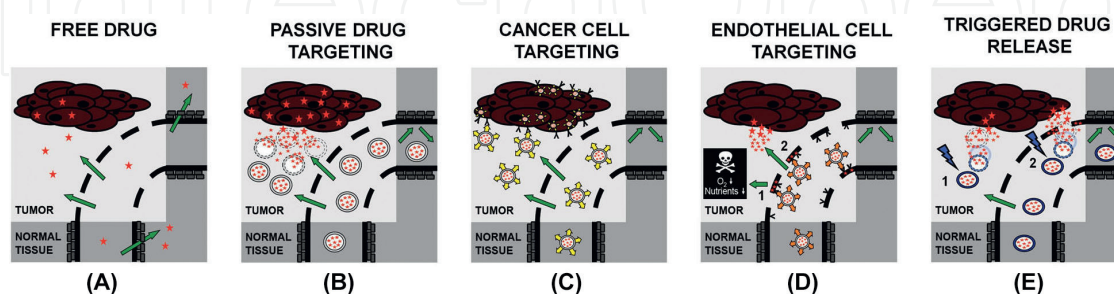 FREE DRUG
PASSIVE DRUG
TARGETING
CANCER CELL
TARGETING
ENDOTHELIAL CELL
TARGETING
TRIGGERED DRUG
RELEASE
TUMOR
NORMAL
TISSUE
(A)
TUMOR
NORMAL
TISSUE
(B)
TUMOR
NORMAL
TISSUE
(C)
2
O2 ↓
Nutrients ↓
1
TUMOR
NORMAL
TISSUE
(D)
1
2
TUMOR
NORMAL
TISSUE
(E)